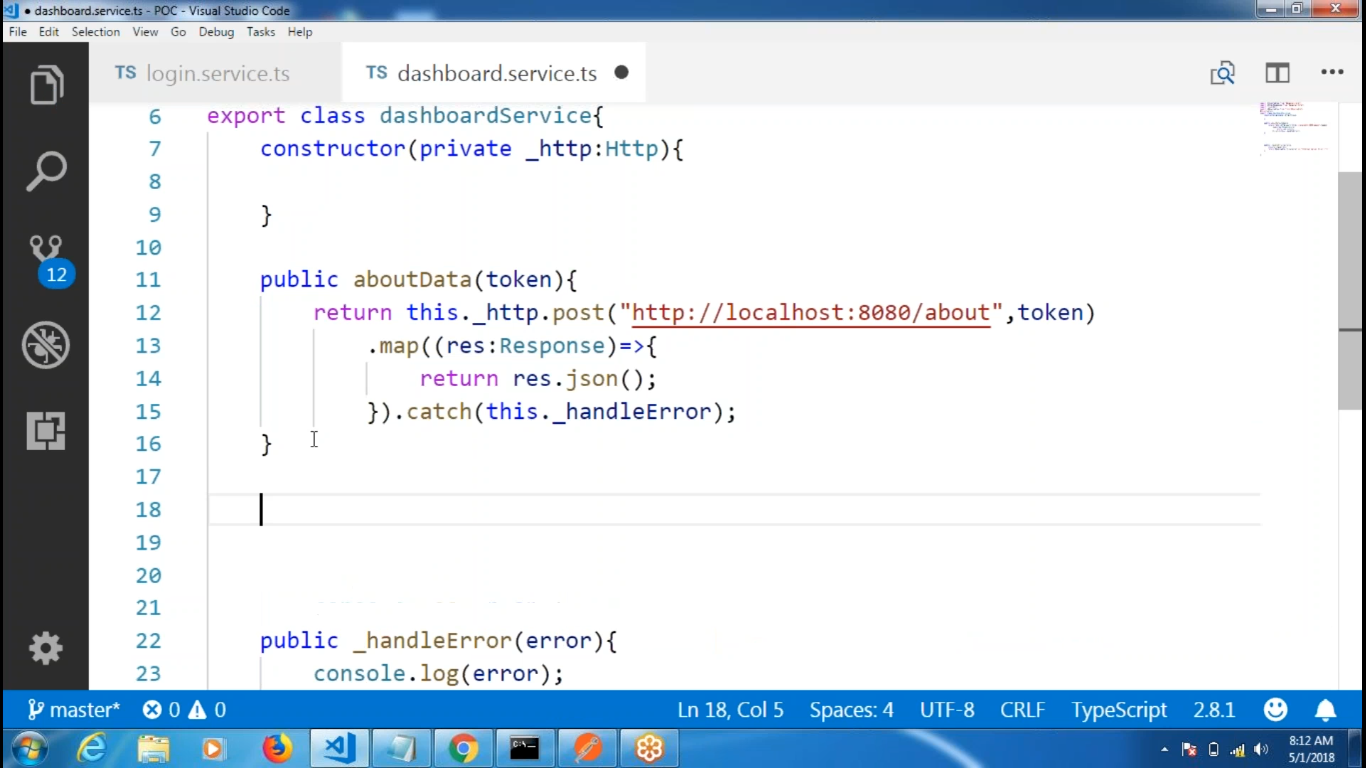 dashboard.service.ts - POC - Visual Studio Code
File Edit Selection View Go Debug Tasks Help
TS login.service.ts TS dashboard.service.ts
6 export class dashboardService{
7 constructor(private _http:Http){
8
9 }
10
11 public aboutData(token){
12 return this._http.post("http://localhost:8080/about",token)
13 .map((res:Response)=>{
14 return res.json();
15 }).catch(this._handleError);
16 }
17
18
19
20
21
22 public _handleError(error){
23 console.log(error);
12
master* 0 0 Ln 18, Col 5 Spaces: 4 UTF-8 CRLF TypeScript 2.8.1
8:12 AM
5/1/2018